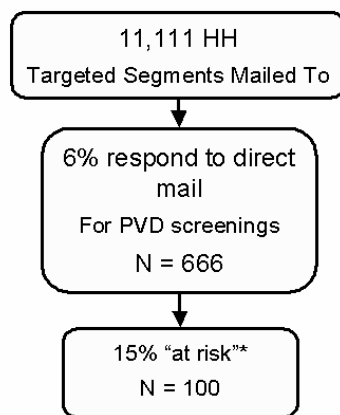 11,111 HH
Targeted Segments Mailed To
6% respond to direct
mail
For PVD screenings
N = 666
15% “at ris”*
N = 100